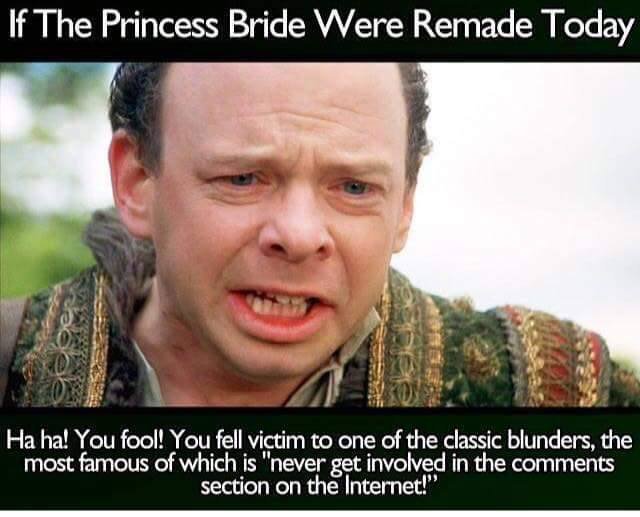 If The Princess Bride Were Remade Today
Ha ha! You fool! You fell victim to one of the classic blunders, the
most famous of which is "never get involved in the comments
section on the Internet!”